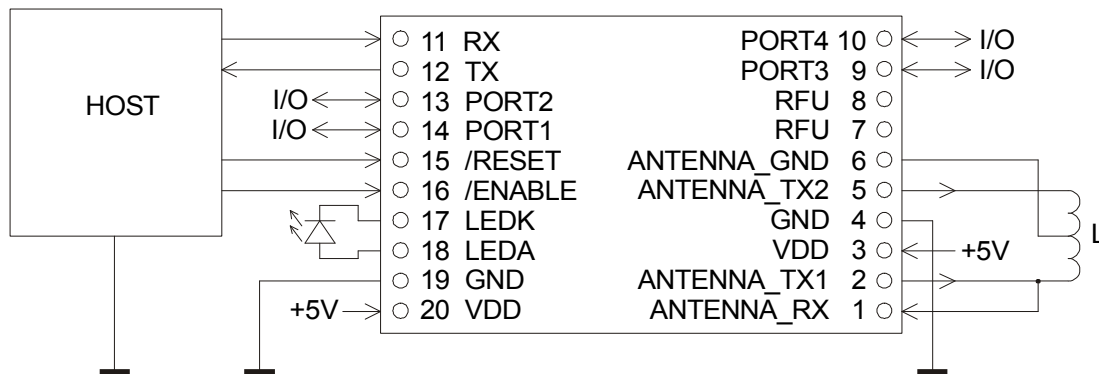 HOST
11 RX
12 TX
I/O 13 PORT2
I/O 14 PORT1
15 /RESET
16 /ENABLE
17 LEDK
18 LEDA
19 GND
+5V 20 VDD
PORT4 10 I/O
PORT3 9 I/O
RFU 8
RFU 7
ANTENNA_GND 6
ANTENNA_TX2 5
GND 4
L
VDD 3 +5V
ANTENNA_TX1 2
ANTENNA_RX 1